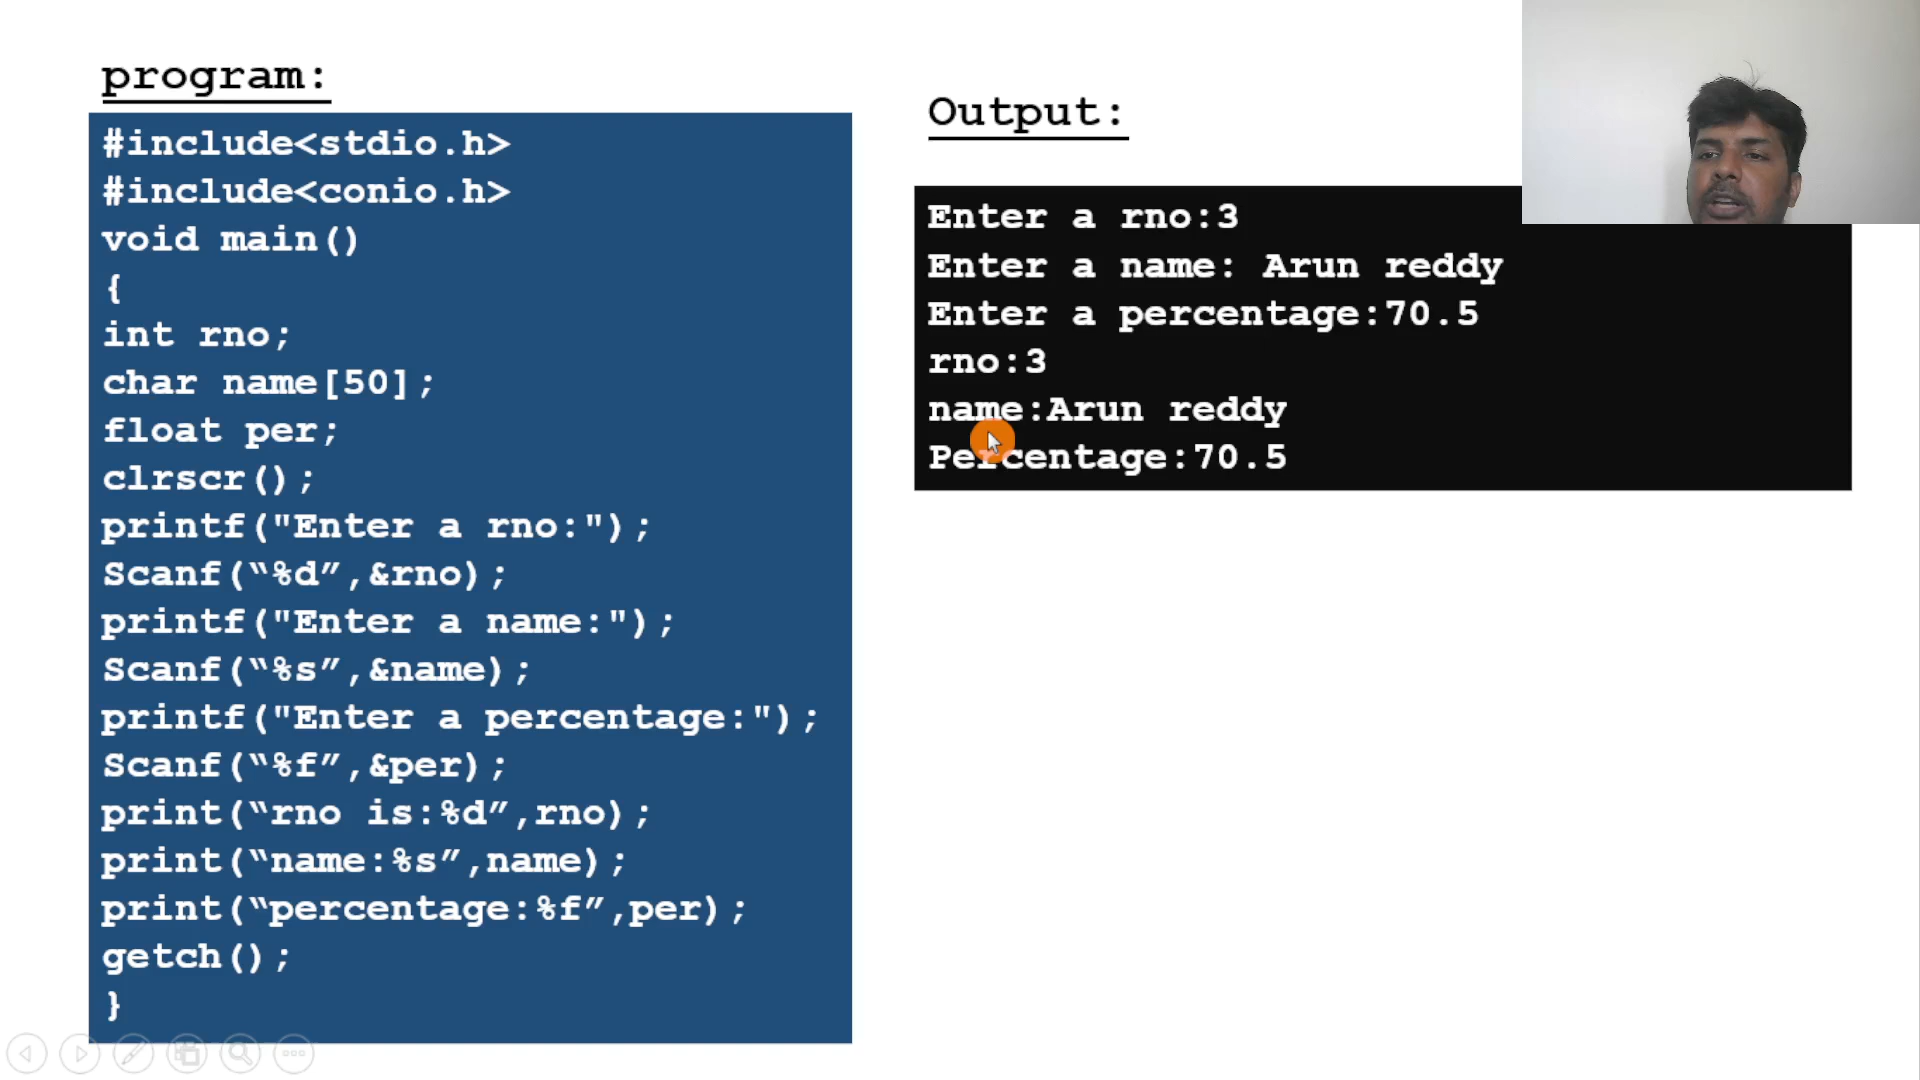 program:
#include<stdio.h>
#include<conio.h>
void main()
{
int rno;
char name[50];
float per;
clrscr();
printf("Enter a rno:");
Scanf(“%d”,&rno);
printf("Enter a name:");
Scanf(“%s”,&name);
printf("Enter a percentage:");
Scanf(“%f”,&per);
print(“rno is:%d”,rno);
print(“name:%s”,name);
print(“percentage:%f”,per);
getch();
}
Output:
Enter a rno:3
Enter a name: Arun reddy
Enter a percentage:70.5
rno:3
name:Arun reddy
Percentage:70.5